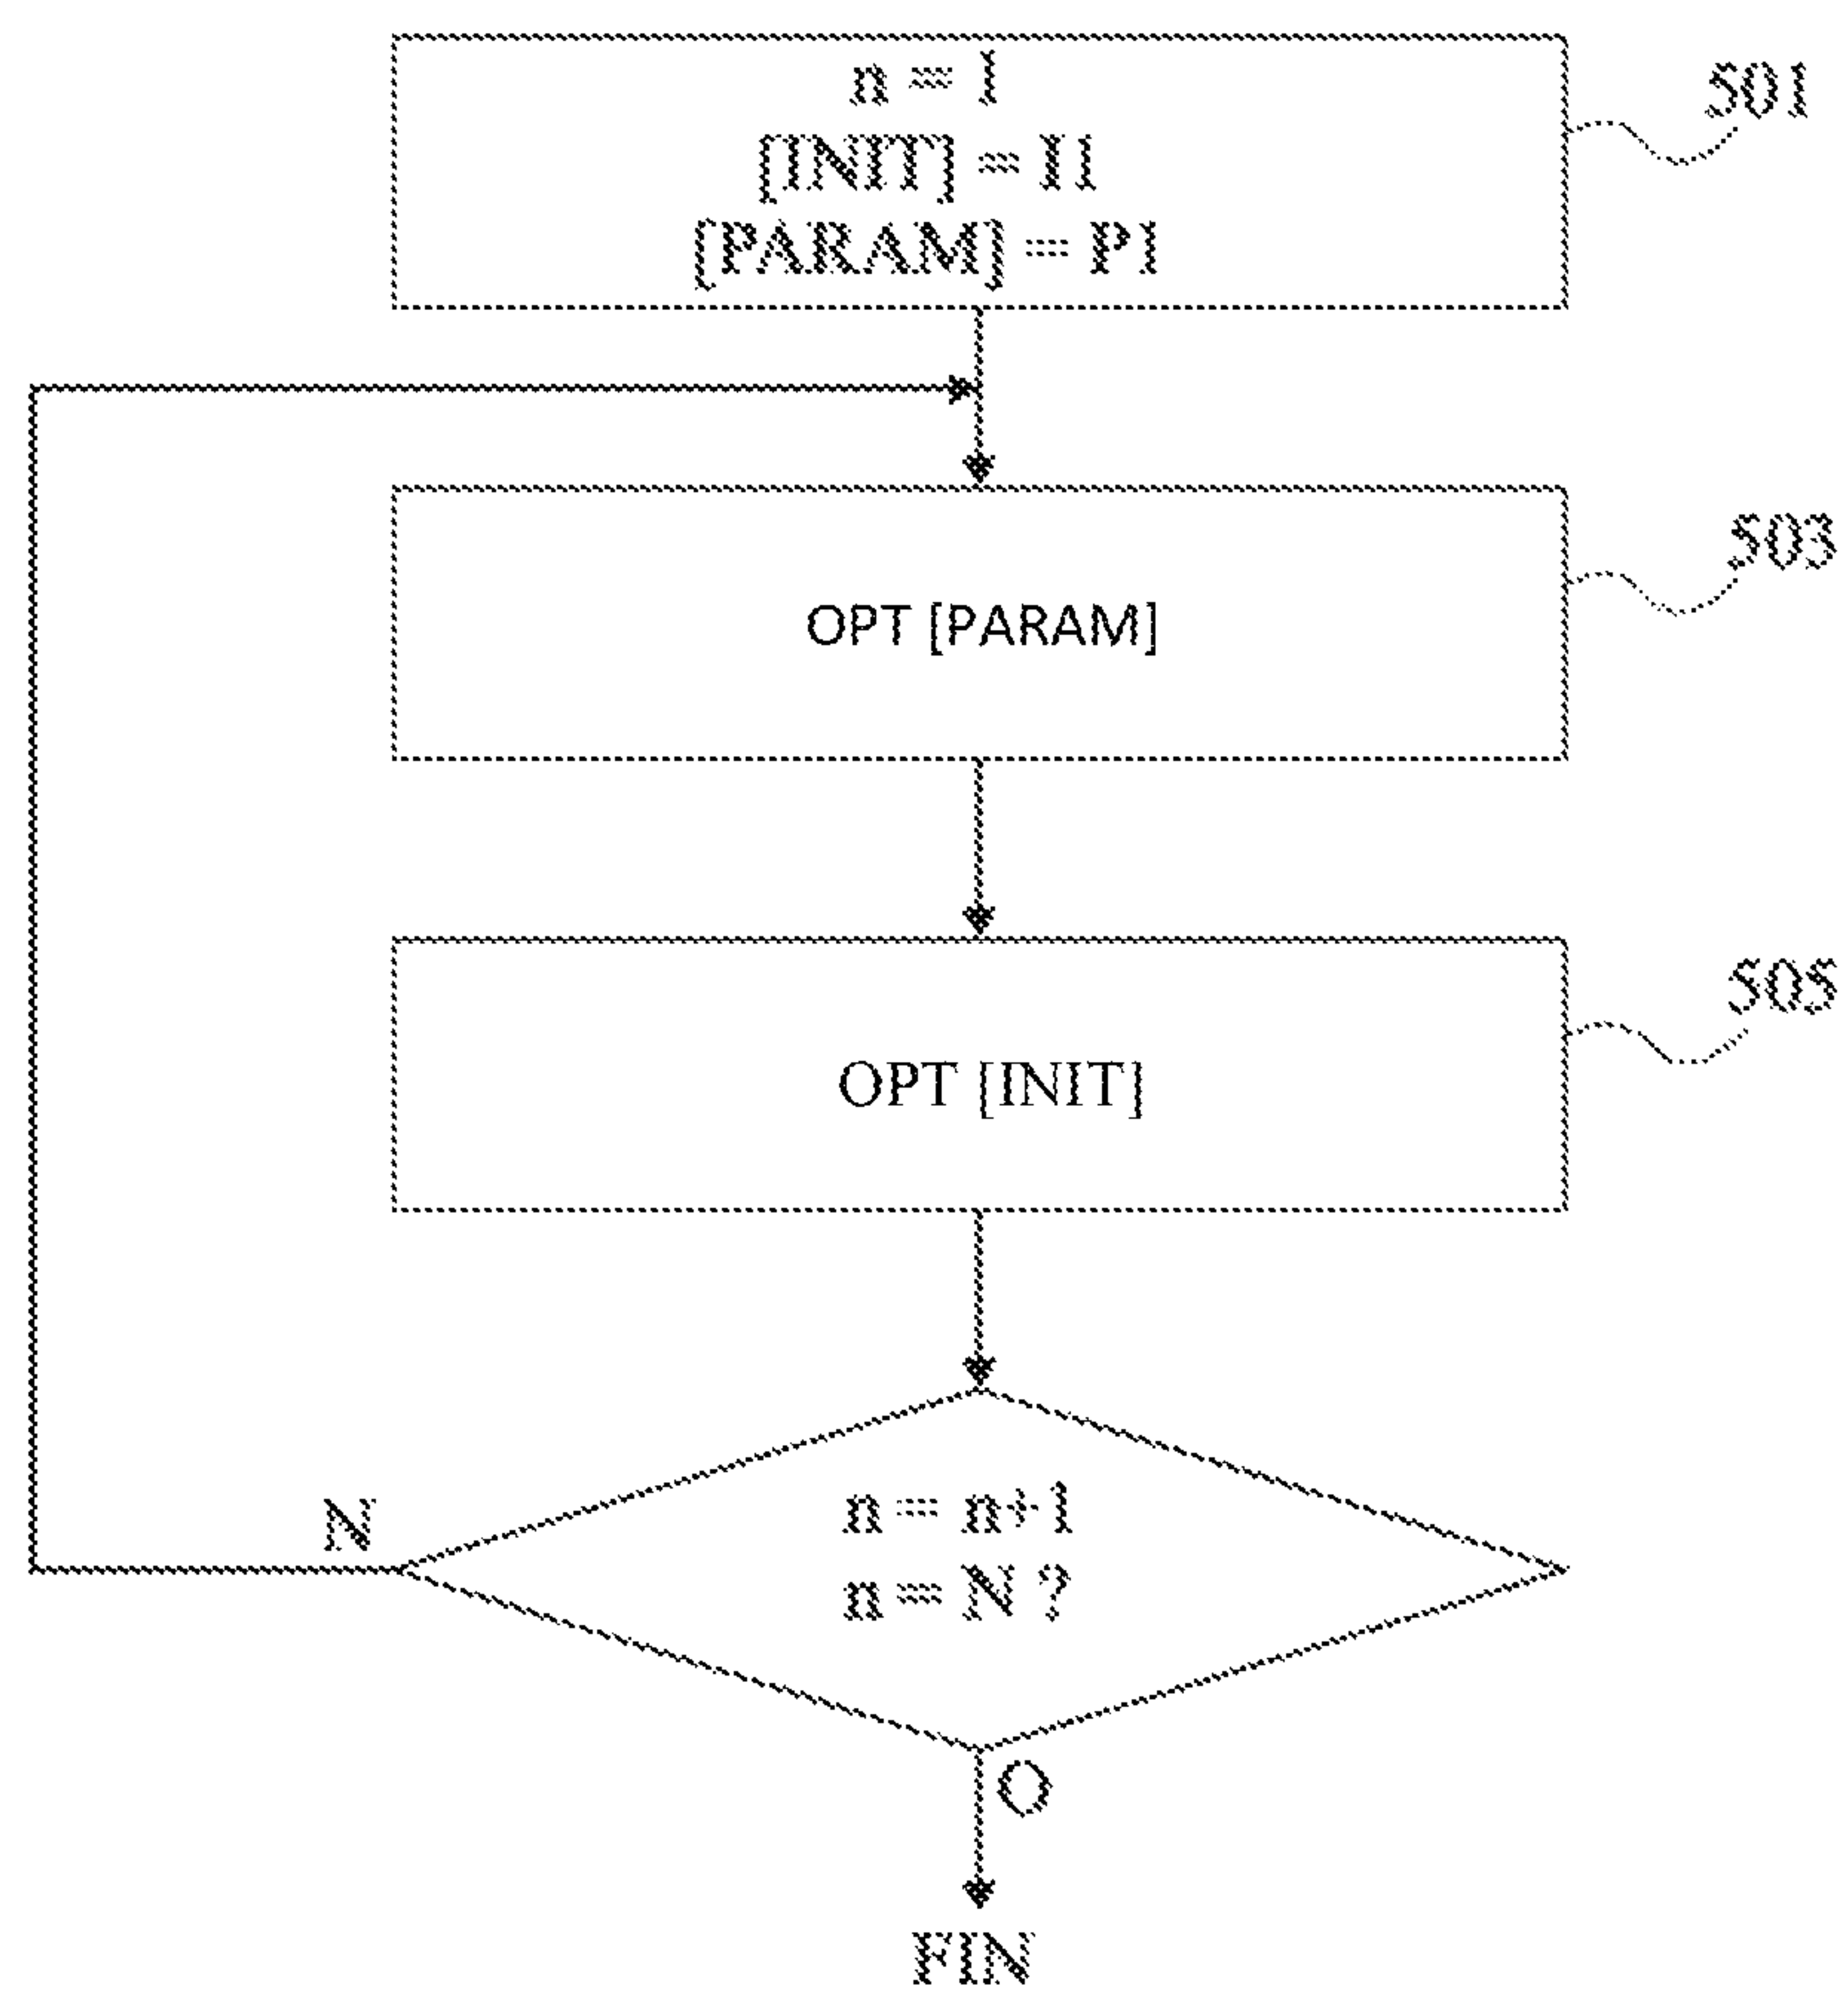 n = 1
[INIT] = I1
[PARAM] = P1
501
OPT [PARAM]
503
OPT [INIT]
505
n = n+1
n = N ?
N
O
FIN